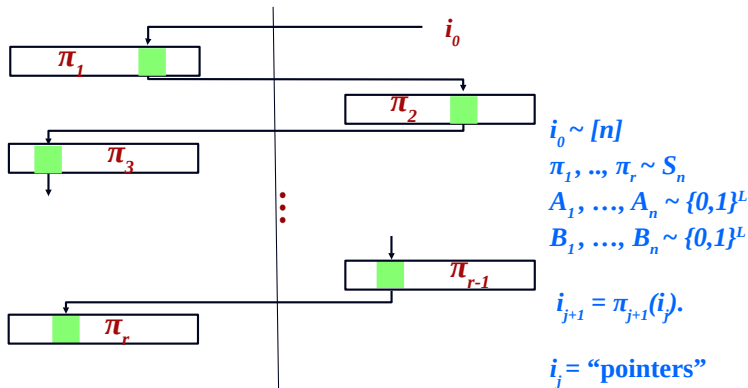 i₀
π₁
π₂
π₃
⋮
πᵣ₋₁
πᵣ
i₀ ~ [n]
π₁, .., πᵣ ~ Sₙ
A₁, …, Aₙ ~ {0,1}ᴸ
B₁, …, Bₙ ~ {0,1}ᴸ
iⱼ₊₁ = πⱼ₊₁(iⱼ).
iⱼ = “pointers”